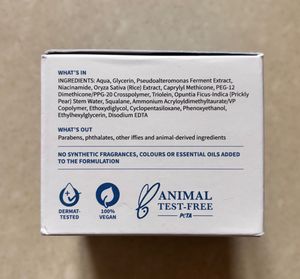 WHAT'S IN
INGREDIENTS: Aqua, Glycerin, Pseudoalteromonas Ferment Extract,
Niacinamide, Oryza Sativa (Rice) Extract, Caprylyl Methicone, PEG-12
Dimethicone/PPG-20 Crosspolymer, Triolein, Opuntia Ficus-Indica (Prickly
Pear) Stem Water, Squalane, Ammonium Acryloyldimethyltaurate/VP
Copolymer, Ethoxydiglycol, Cyclopentasiloxane, Phenoxyethanol,
Ethylhexylglycerin, Disodium EDTA
WHAT'S OUT
Parabens, phthalates, other iffies and animal-derived ingredients
NO SYNTHETIC FRAGRANCES, COLOURS OR ESSENTIAL OILS ADDED
TO THE FORMULATION
DERMAT-
TESTED
100%
VEGAN
ANIMAL
TEST-FREE
PETA